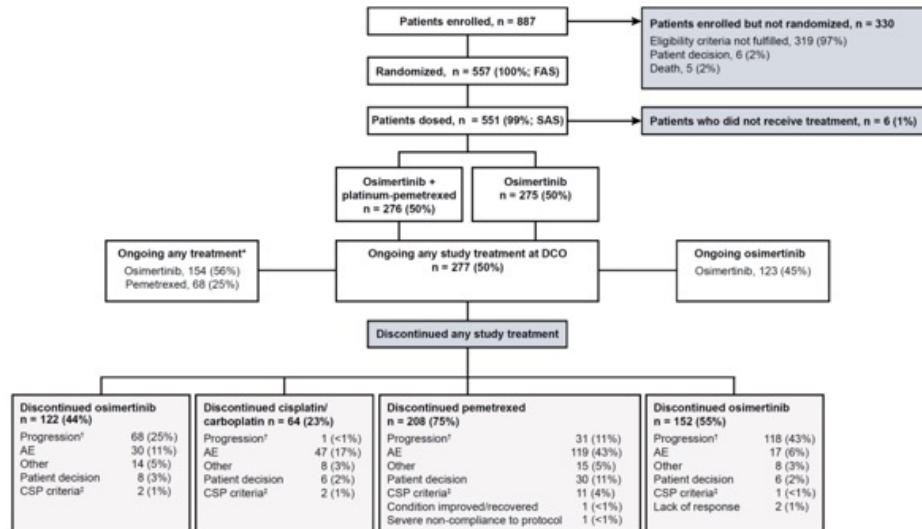 Patients enrolled, n = 887
Patients enrolled but not randomized, n = 330
Eligibility criteria not fulfilled, 319 (97%)
Patient decision, 6 (2%)
Death, 5 (2%)
Randomized, n = 557 (100%; FAS)
Patients dosed, n = 551 (99%; SAS)
Patients who did not receive treatment, n = 6 (1%)
Osimertinib +
platinum-pemetrexed
n = 276 (50%)
Osimertinib
n = 275 (50%)
Ongoing any treatment*
Osimertinib, 154 (56%)
Pemetrexed, 68 (25%)
Ongoing any study treatment at DCO
n = 277 (50%)
Ongoing osimertinib
Osimertinib, 123 (45%)
Discontinued any study treatment
Discontinued osimertinib
n = 122 (44%)
Progression† 68 (25%)
AE 30 (11%)
Other 14 (5%)
Patient decision 8 (3%)
CSP criteria‡ 2 (1%)
Discontinued cisplatin/
carboplatin n = 64 (23%)
Progression† 1 (<1%)
AE 47 (17%)
Other 8 (3%)
Patient decision 6 (2%)
CSP criteria‡ 2 (1%)
Discontinued pemetrexed
n = 208 (75%)
Progression† 31 (11%)
AE 119 (43%)
Other 15 (5%)
Patient decision 30 (11%)
CSP criteria‡ 11 (4%)
Condition improved/recovered 1 (<1%)
Severe non-compliance to protocol 1 (<1%)
Discontinued osimertinib
n = 152 (55%)
Progression† 118 (43%)
AE 17 (6%)
Other 8 (3%)
Patient decision 6 (2%)
CSP criteria‡ 1 (<1%)
Lack of response 2 (1%)